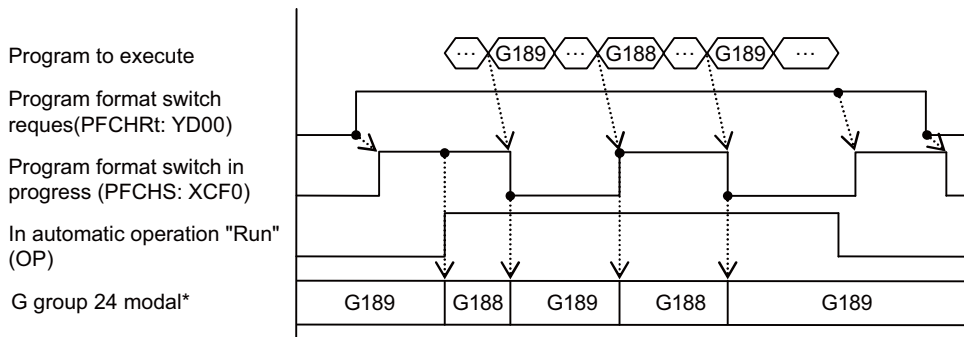 Program to execute
··· G189 ··· G188 ··· G189 ···
Program format switch
reques(PFCHRt: YD00)
Program format switch in
progress (PFCHS: XCF0)
In automatic operation "Run"
(OP)
G group 24 modal*
G189 G188 G189 G188 G189